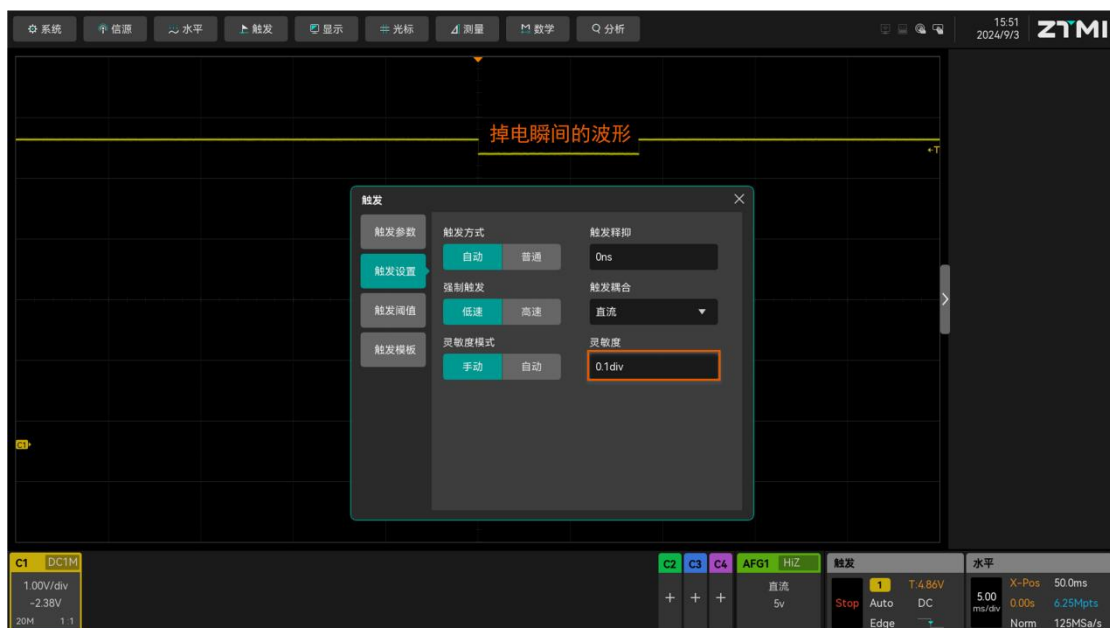 系统 信源 水平 触发 显示 光标 测量 数学 分析 15:51
2024/9/3 ZTMI
掉电瞬间的波形
←T
触发
触发参数 触发方式 触发释抑
自动 普通 0ns
触发设置
强制触发 触发耦合
触发阈值 低速 高速 直流
灵敏度模式 灵敏度
触发模板
手动 自动 0.1div
C1
C1 DC1M C2 C3 C4 AFG1 HiZ 触发 水平
1.00V/div + + + 直流 1 T:4.86V X-Pos 50.0ms
-2.38V 5v Stop Auto DC 5.00 ms/div 0.00s 6.25Mpts
20M 1:1 Edge Norm 125MSa/s